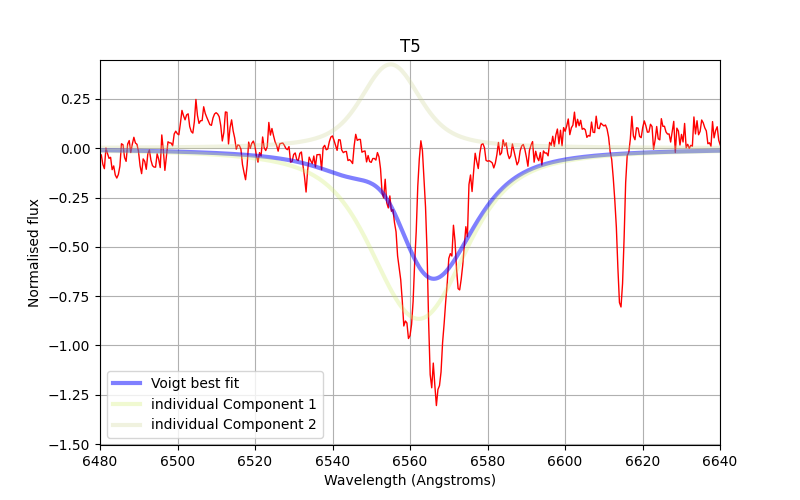 T5
Normalised flux
0.25
0.00
−0.25
−0.50
−0.75
−1.00
−1.25
−1.50
Voigt best fit
individual Component 1
individual Component 2
6480 6500 6520 6540 6560 6580 6600 6620 6640
Wavelength (Angstroms)